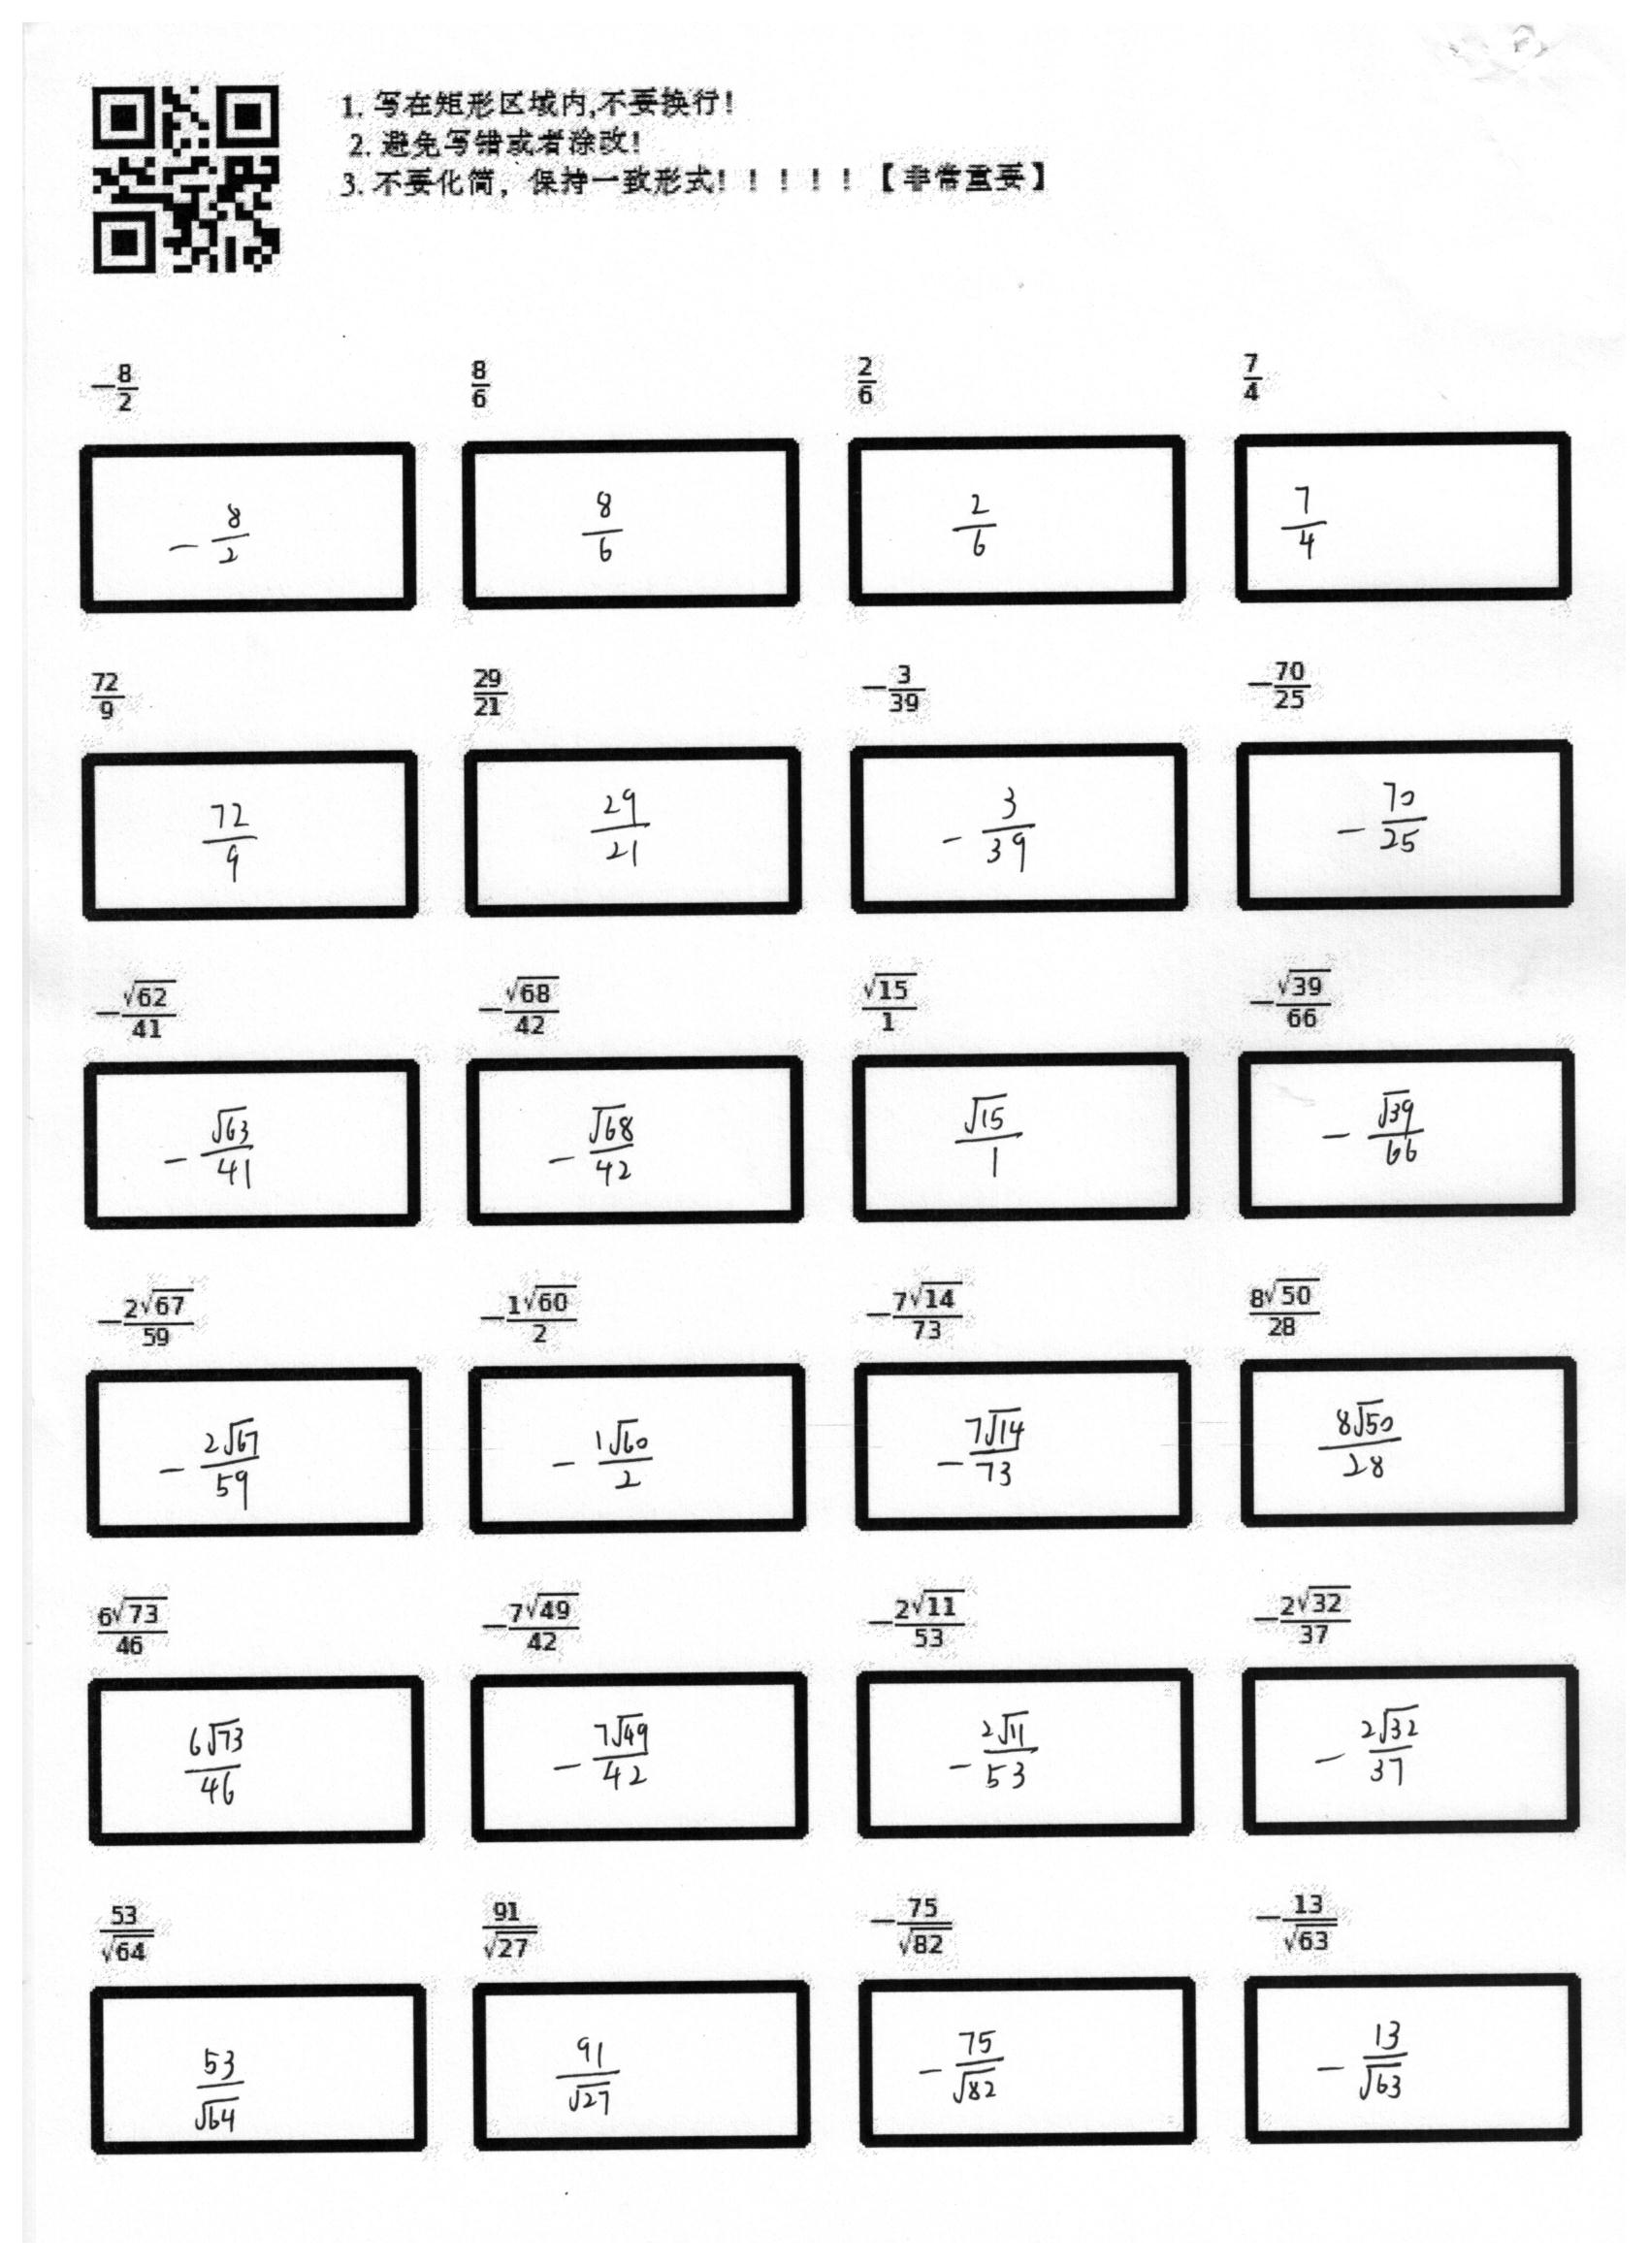 1. 写在矩形区域内,不要换行!
2. 避免写错或者涂改!
3. 不要化简，保持一致形式! ! ! ! ! 【非常重要】
-\frac{8}{2} \frac{8}{6} \frac{2}{6} \frac{7}{4}
-\frac{8}{2} \frac{8}{6} \frac{2}{6} \frac{7}{4}
\frac{72}{9} \frac{29}{21} -\frac{3}{39} -\frac{70}{25}
\frac{72}{9} \frac{29}{21} -\frac{3}{39} -\frac{70}{25}
-\frac{\sqrt{62}}{41} -\frac{\sqrt{68}}{42} \frac{\sqrt{15}}{1} -\frac{\sqrt{39}}{66}
-\frac{\sqrt{63}}{41} -\frac{\sqrt{68}}{42} \frac{\sqrt{15}}{1} -\frac{\sqrt{39}}{66}
-\frac{2\sqrt{67}}{59} -\frac{1\sqrt{60}}{2} -\frac{7\sqrt{14}}{73} \frac{8\sqrt{50}}{28}
-\frac{2\sqrt{67}}{59} -\frac{1\sqrt{60}}{2} -\frac{7\sqrt{14}}{73} \frac{8\sqrt{50}}{28}
\frac{6\sqrt{73}}{46} -\frac{7\sqrt{49}}{42} -\frac{2\sqrt{11}}{53} -\frac{2\sqrt{32}}{37}
\frac{6\sqrt{73}}{46} -\frac{7\sqrt{49}}{42} -\frac{2\sqrt{11}}{53} -\frac{2\sqrt{32}}{37}
\frac{53}{\sqrt{64}} \frac{91}{\sqrt{27}} -\frac{75}{\sqrt{82}} -\frac{13}{\sqrt{63}}
\frac{53}{\sqrt{64}} \frac{91}{\sqrt{27}} -\frac{75}{\sqrt{82}} -\frac{13}{\sqrt{63}}